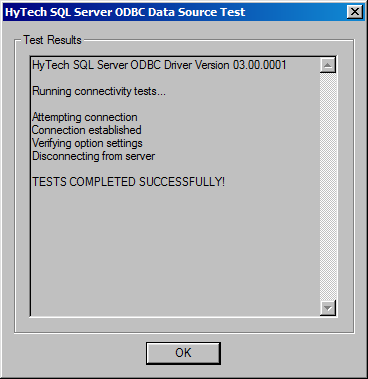 HyTech SQL Server ODBC Data Source Test
Test Results
HyTech SQL Server ODBC Driver Version 03.00.0001
Running connectivity tests...
Attempting connection
Connection established
Verifying option settings
Disconnecting from server
TESTS COMPLETED SUCCESSFULLY!
OK